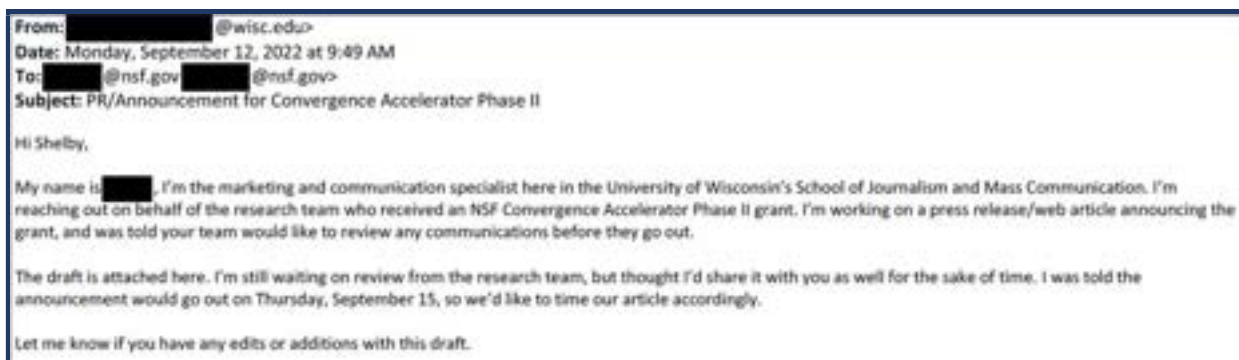 From: @wisc.edu>
Date: Monday, September 12, 2022 at 9:49 AM
To: @nsf.gov @nsf.gov>
Subject: PR/Announcement for Convergence Accelerator Phase II
Hi Shelby,
My name is , I'm the marketing and communication specialist here in the University of Wisconsin's School of Journalism and Mass Communication. I'm
reaching out on behalf of the research team who received an NSF Convergence Accelerator Phase II grant. I'm working on a press release/web article announcing the
grant, and was told your team would like to review any communications before they go out.
The draft is attached here. I'm still waiting on review from the research team, but thought I'd share it with you as well for the sake of time. I was told the
announcement would go out on Thursday, September 15, so we'd like to time our article accordingly.
Let me know if you have any edits or additions with this draft.